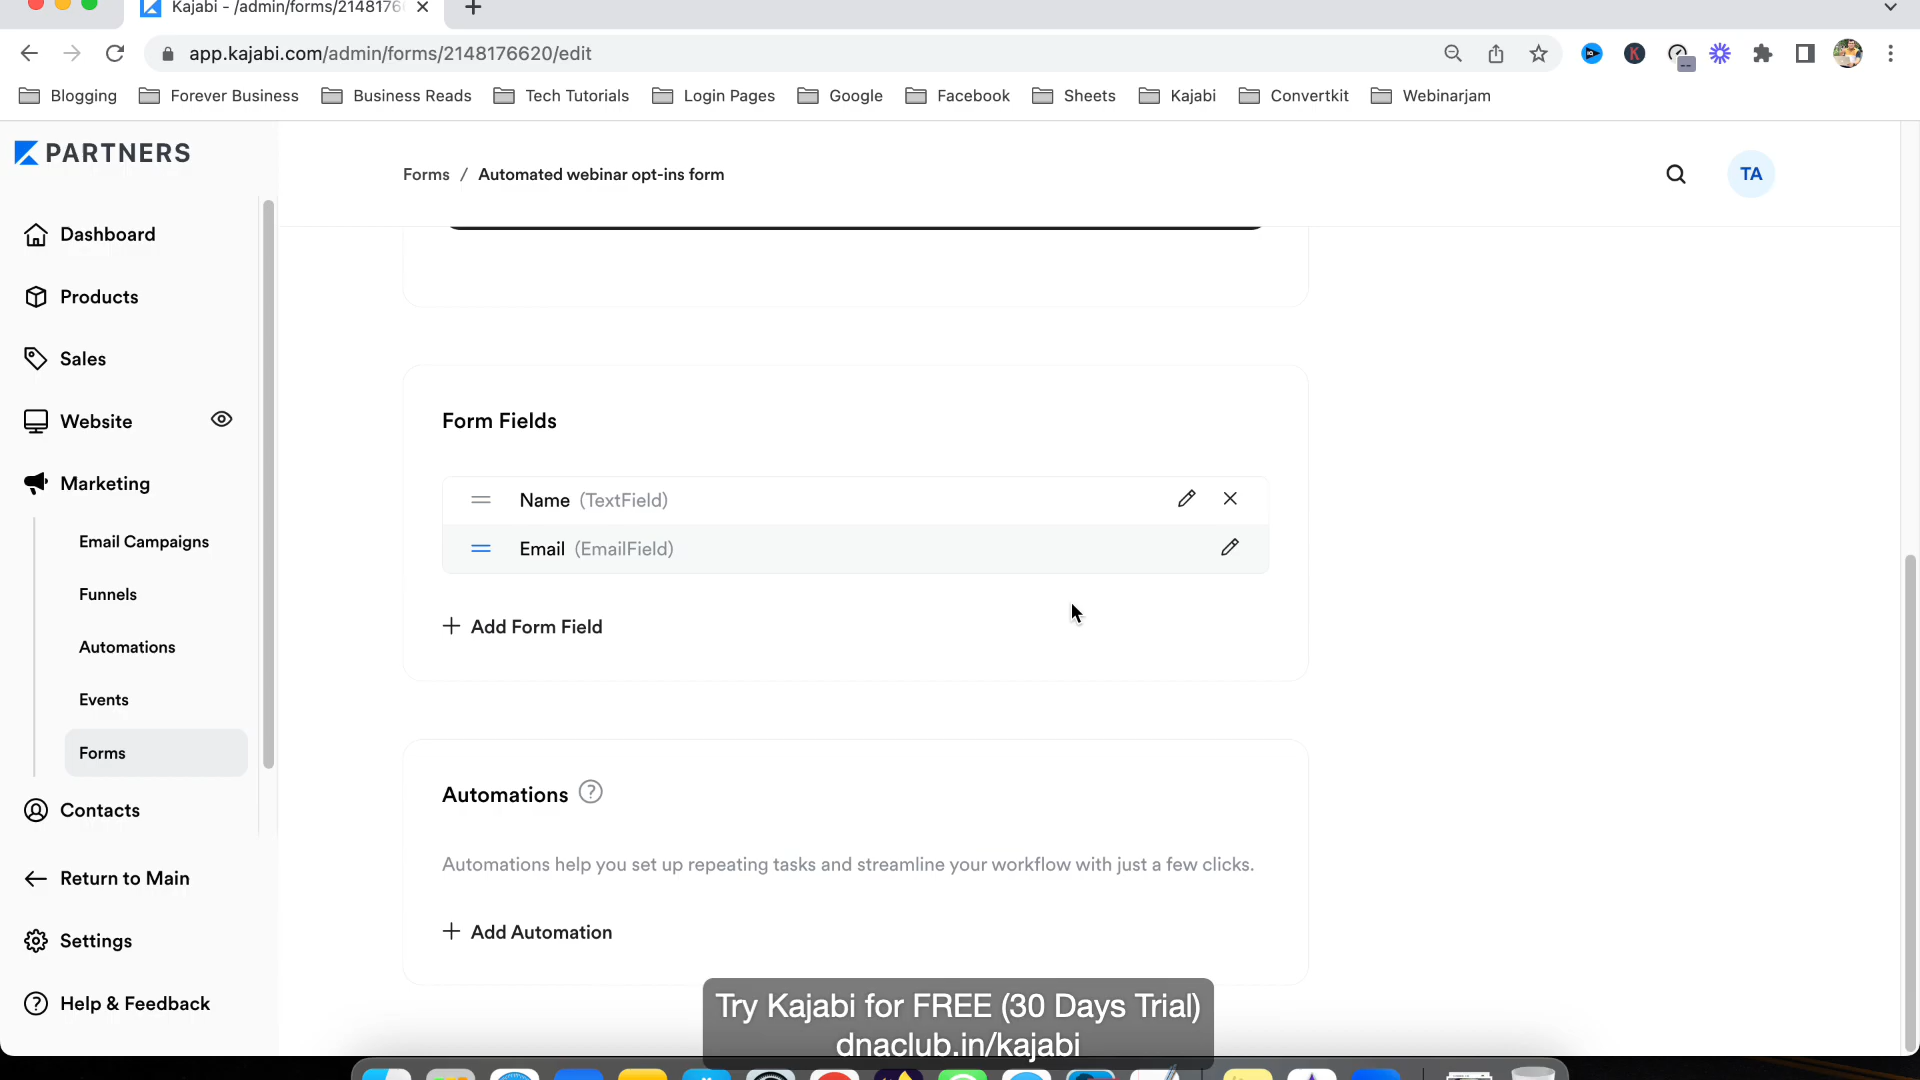 Kajabi - /admin/forms/2148176
app.kajabi.com/admin/forms/2148176620/edit
Blogging
Forever Business
Business Reads
Tech Tutorials
Login Pages
Google
Facebook
Sheets
Kajabi
Convertkit
Webinarjam
PARTNERS
Forms / Automated webinar opt-ins form
TA
Dashboard
Products
Sales
Website
Marketing
Email Campaigns
Funnels
Automations
Events
Forms
Contacts
Return to Main
Settings
Help & Feedback
Form Fields
Name (TextField)
Email (EmailField)
+ Add Form Field
Automations ?
Automations help you set up repeating tasks and streamline your workflow with just a few clicks.
+ Add Automation
Try Kajabi for FREE (30 Days Trial)
dnaclub.in/kajabi